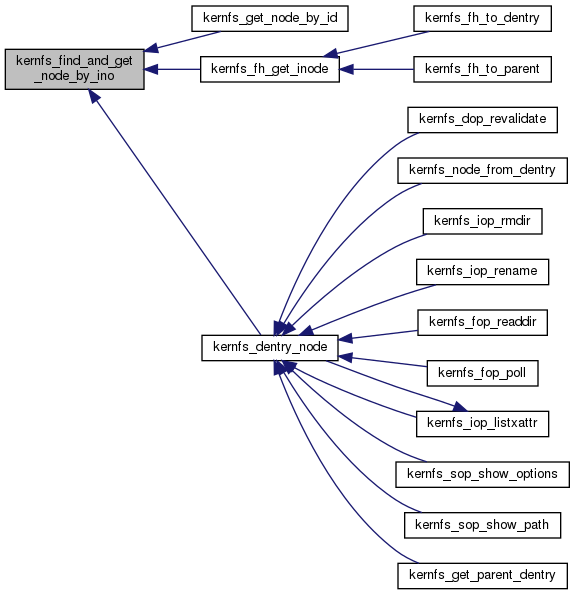 kernfs_find_and_get
_node_by_ino
kernfs_get_node_by_id
kernfs_fh_get_inode
kernfs_fh_to_dentry
kernfs_fh_to_parent
kernfs_dentry_node
kernfs_dop_revalidate
kernfs_node_from_dentry
kernfs_iop_rmdir
kernfs_iop_rename
kernfs_fop_readdir
kernfs_fop_poll
kernfs_iop_listxattr
kernfs_sop_show_options
kernfs_sop_show_path
kernfs_get_parent_dentry